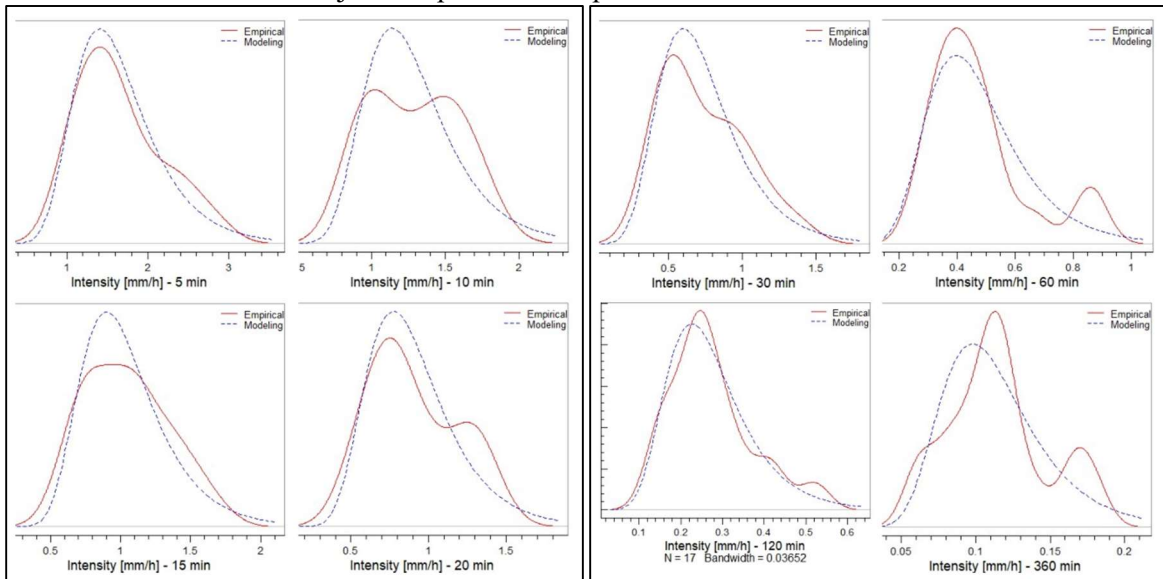 Empirical
Modeling
1 2 3
Intensity [mm/h] - 5 min
Empirical
Modeling
5 1 1.5 2
Intensity [mm/h] - 10 min
Empirical
Modeling
0.5 1 1.5
Intensity [mm/h] - 30 min
Empirical
Modeling
0.2 0.4 0.6 0.8 1
Intensity [mm/h] - 60 min
Empirical
Modeling
0.5 1 1.5 2
Intensity [mm/h] - 15 min
Empirical
Modeling
0.5 1 1.5
Intensity [mm/h] - 20 min
Empirical
Modeling
0.1 0.2 0.3 0.4 0.5 0.6
Intensity [mm/h] - 120 min
N = 17 Bandwidth = 0.03652
Empirical
Modeling
0.05 0.1 0.15 0.2
Intensity [mm/h] - 360 min